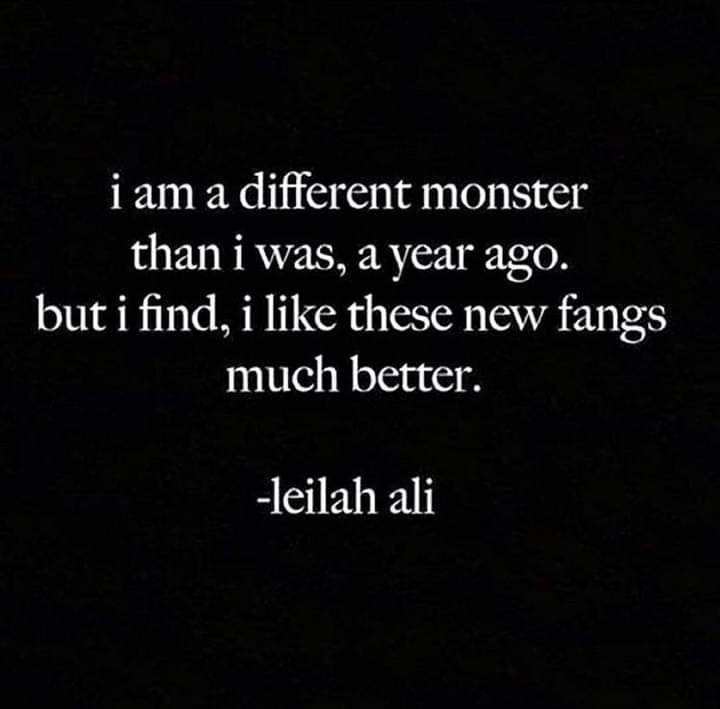 i am a different monster
than i was, a year ago.
but i find, i like these new fangs
much better.
-leilah ali